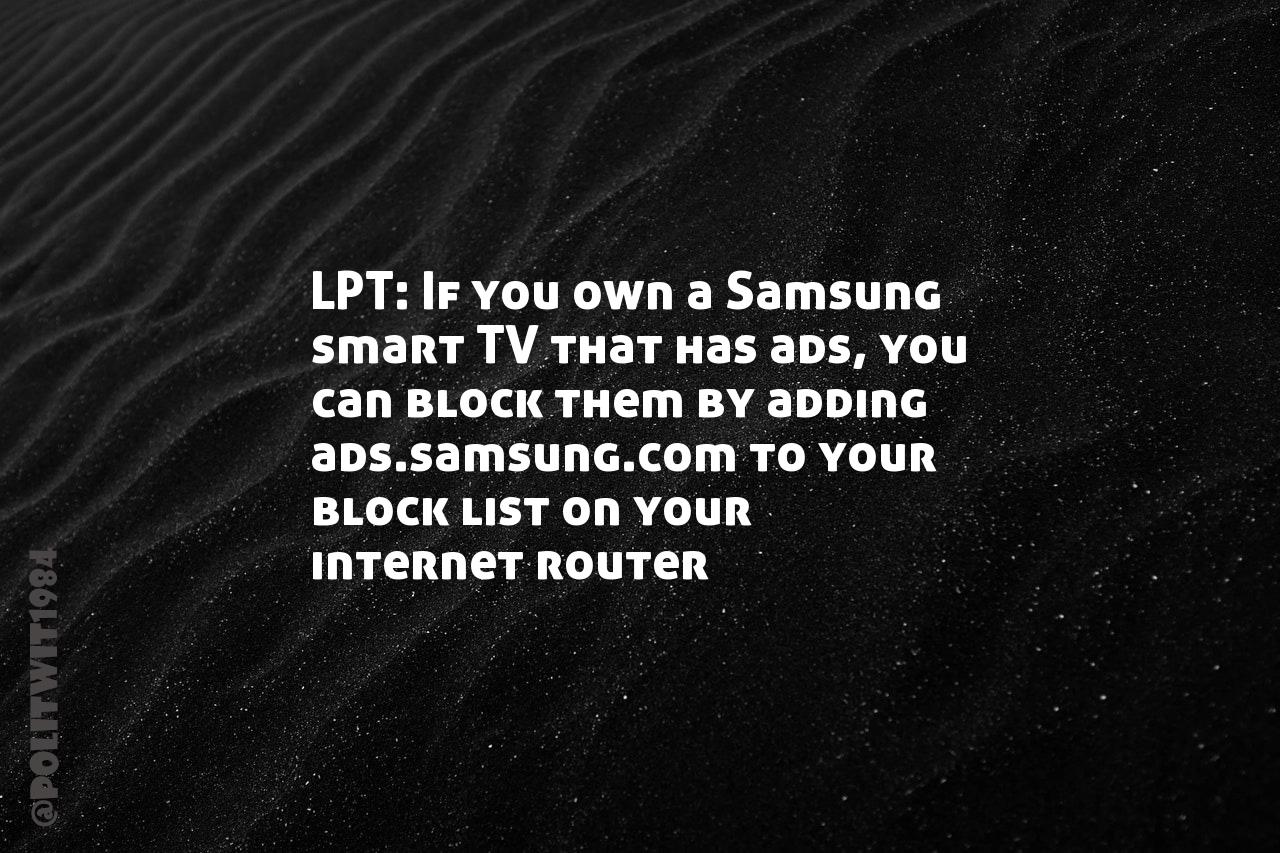 LPT: If you own a Samsung
smart TV that has ads, you
can block them by adding
ads.samsung.com to your
block list on your
internet router
@POLITWIT1984